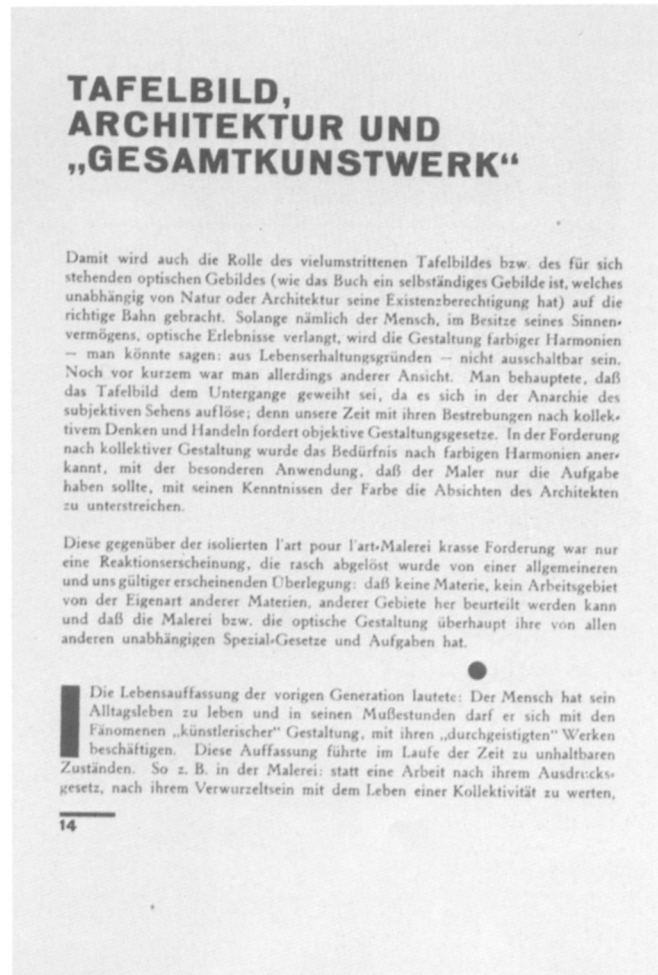 TAFELBILD,
ARCHITEKTUR UND
„GESAMTKUNSTWERK“
Damit wird auch die Rolle des vielumstrittenen Tafelbildes bzw. des für sich
stehenden optischen Gebildes (wie das Buch ein selbständiges Gebilde ist, welches
unabhängig von Natur oder Architektur seine Existenzberechtigung hat) auf die
richtige Bahn gebracht. Solange nämlich der Mensch, im Besitze seines Sinnen-
vermögens, optische Erlebnisse verlangt, wird die Gestaltung farbiger Harmonien
— man könnte sagen: aus Lebenserhaltungsgründen — nicht ausschaltbar sein.
Noch vor kurzem war man allerdings anderer Ansicht. Man behauptete, daß
das Tafelbild dem Untergange geweiht sei, da es sich in der Anarchie des
subjektiven Sehens auflöse; denn unsere Zeit mit ihren Bestrebungen nach kollek-
tivem Denken und Handeln fordert objektive Gestaltungsgesetze. In der Forderung
nach kollektiver Gestaltung wurde das Bedürfnis nach farbigen Harmonien aner-
kannt, mit der besonderen Anwendung, daß der Maler nur die Aufgabe
haben sollte, mit seinen Kenntnissen der Farbe die Absichten des Architekten
zu unterstreichen.
Diese gegenüber der isolierten l'art pour l'art-Malerei krasse Forderung war nur
eine Reaktionserscheinung, die rasch abgelöst wurde von einer allgemeineren
und uns gültiger erscheinenden Überlegung: daß keine Materie, kein Arbeitsgebiet
von der Eigenart anderer Materien, anderer Gebiete her beurteilt werden kann
und daß die Malerei bzw. die optische Gestaltung überhaupt ihre von allen
anderen unabhängigen Spezial-Gesetze und Aufgaben hat.
Die Lebensauffassung der vorigen Generation lautete: Der Mensch hat sein
Alltagsleben zu leben und in seinen Mußestunden darf er sich mit den
Fänomenen „künstlerischer“ Gestaltung, mit ihren „durchgeistigten“ Werken
beschäftigen. Diese Auffassung führte im Laufe der Zeit zu unhaltbaren
Zuständen. So z. B. in der Malerei: statt eine Arbeit nach ihrem Ausdrucks-
gesetz, nach ihrem Verwurzeltsein mit dem Leben einer Kollektivität zu werten,
14